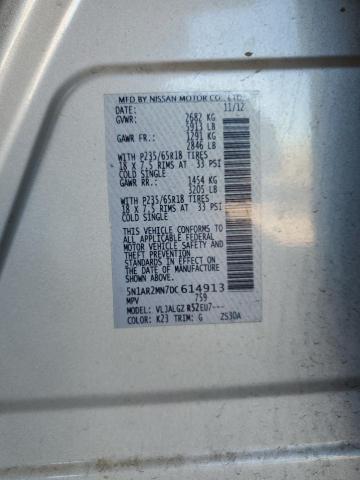 MFD BY NISSAN MOTOR CO., LTD.
DATE: 11/12
GVWR: 2682 KG
5913 LB
GAWR FR.: 1291 KG
2846 LB
WITH P235/65R18 TIRES
18 X 7.5 RIMS AT 33 PSI
COLD SINGLE
GAWR RR.: 1454 KG
3205 LB
WITH P235/65R18 TIRES
18 X 7.5 RIMS AT 33 PSI
COLD SINGLE
THIS VEHICLE CONFORMS TO
ALL APPLICABLE FEDERAL
MOTOR VEHICLE SAFETY AND
THEFT PREVENTION
STANDARDS IN EFFECT ON
THE DATE OF MANUFACTURE
SHOWN ABOVE.
5N1AR2MN7DC614913
MPV 759
MODEL: VLJALGZ R52EU7---
COLOR: K23 TRIM: G ZS30A